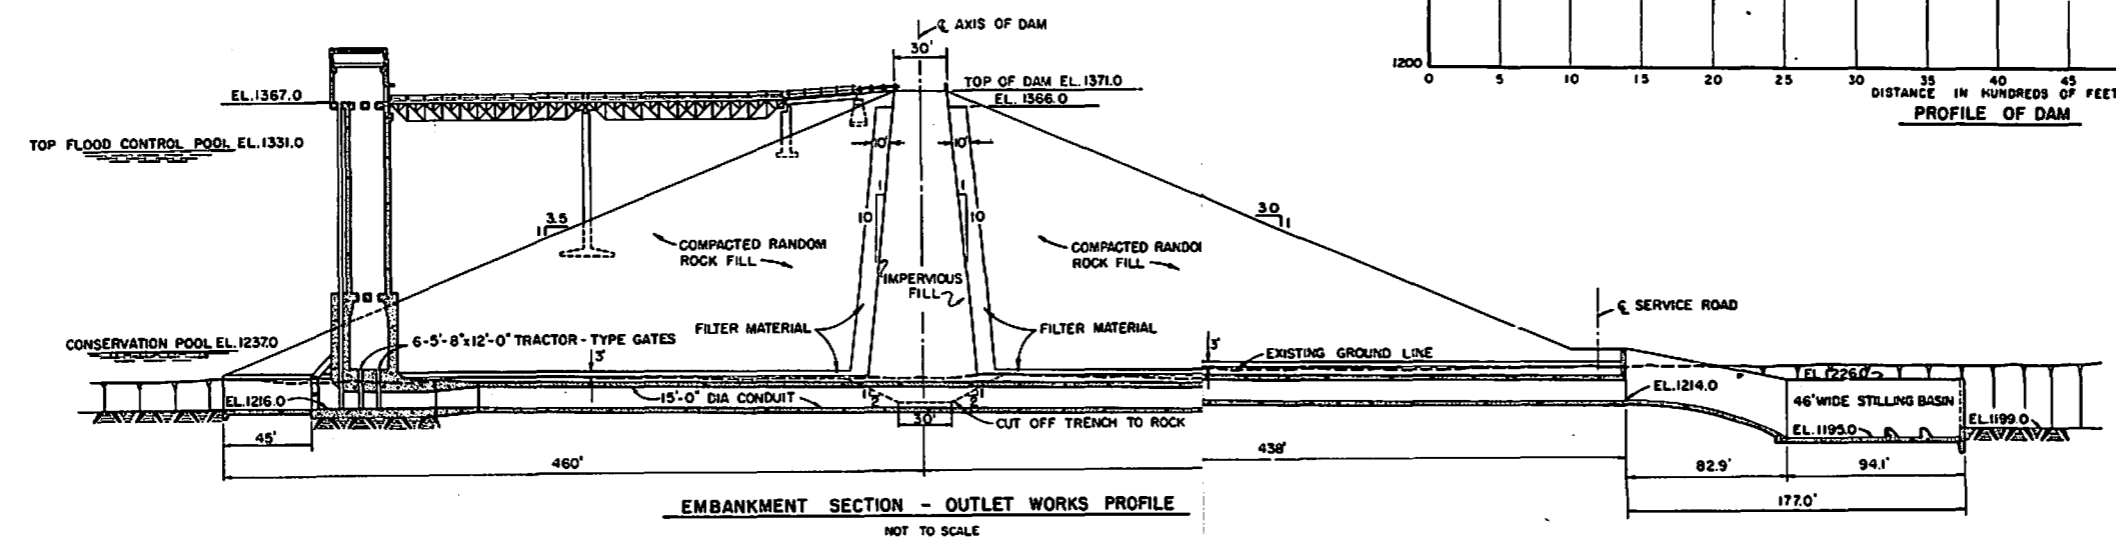 ℄ AXIS OF DAM
30'
TOP OF DAM EL.1371.0
EL. 1366.0
EL.1367.0
TOP FLOOD CONTROL POOL EL.1331.0
10'
10'
1
1
10
10
3.5
1
3.0
1
COMPACTED RANDOM
ROCK FILL
COMPACTED RANDO
ROCK FILL
IMPERVIOUS
FILL
℄ SERVICE ROAD
FILTER MATERIAL
FILTER MATERIAL
CONSERVATION POOL EL.1237.0
6-5'-8"x12'-0" TRACTOR-TYPE GATES
3'
3'
EXISTING GROUND LINE
EL.1226.0
EL.1216.0
15'-0" DIA CONDUIT
1
2
1
2
EL.1214.0
46' WIDE STILLING BASIN
30'
CUT OFF TRENCH TO ROCK
EL.1195.0
EL.1199.0
45'
460'
438'
82.9'
94.1'
177.0'
EMBANKMENT SECTION - OUTLET WORKS PROFILE
NOT TO SCALE
1200
0 5 10 15 20 25 30 35 40 45
DISTANCE IN HUNDREDS OF FEET
PROFILE OF DAM